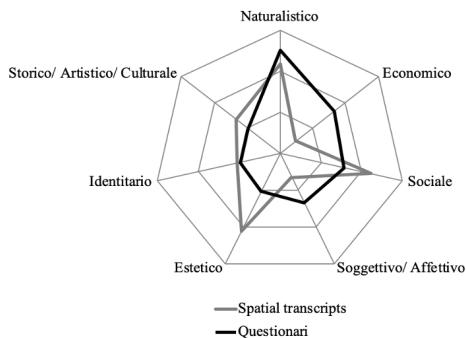 Naturalistico
Storico/ Artistico/ Culturale
Economico
Identitario
Sociale
Estetico
Soggettivo/ Affettivo
Spatial transcripts
Questionari